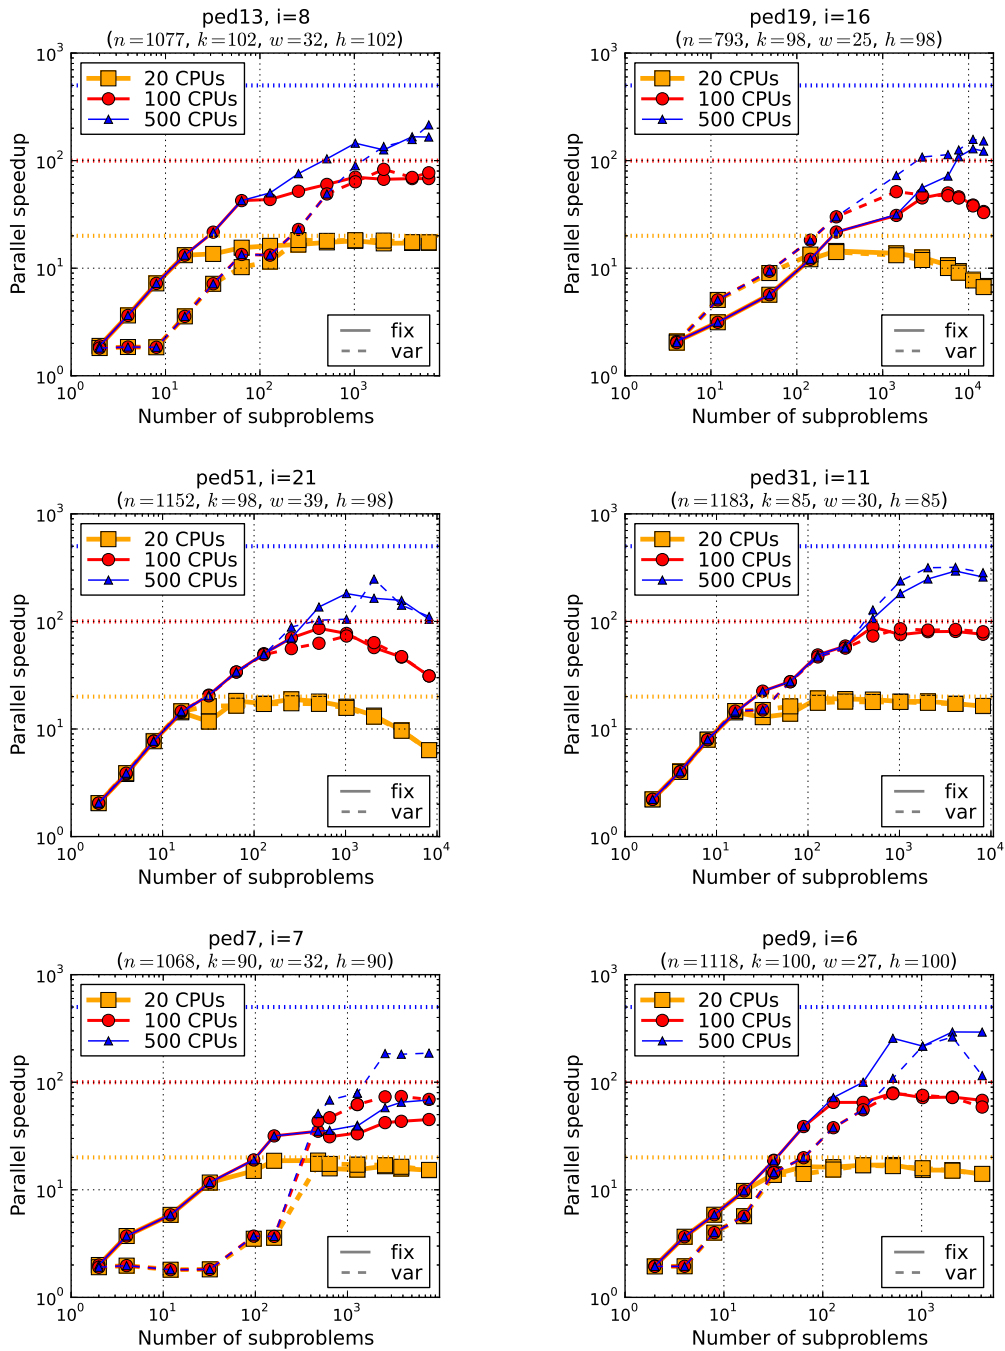 ped13, i=8
(n=1077, k=102, w=32, h=102)
20 CPUs
100 CPUs
500 CPUs
fix
var
Parallel speedup
10^3
10^2
10^1
10^0
10^0 10^1 10^2 10^3
Number of subproblems
ped19, i=16
(n=793, k=98, w=25, h=98)
20 CPUs
100 CPUs
500 CPUs
fix
var
Parallel speedup
10^3
10^2
10^1
10^0
10^0 10^1 10^2 10^3 10^4
Number of subproblems
ped51, i=21
(n=1152, k=98, w=39, h=98)
20 CPUs
100 CPUs
500 CPUs
fix
var
Parallel speedup
10^3
10^2
10^1
10^0
10^0 10^1 10^2 10^3 10^4
Number of subproblems
ped31, i=11
(n=1183, k=85, w=30, h=85)
20 CPUs
100 CPUs
500 CPUs
fix
var
Parallel speedup
10^3
10^2
10^1
10^0
10^0 10^1 10^2 10^3 10^4
Number of subproblems
ped7, i=7
(n=1068, k=90, w=32, h=90)
20 CPUs
100 CPUs
500 CPUs
fix
var
Parallel speedup
10^3
10^2
10^1
10^0
10^0 10^1 10^2 10^3
Number of subproblems
ped9, i=6
(n=1118, k=100, w=27, h=100)
20 CPUs
100 CPUs
500 CPUs
fix
var
Parallel speedup
10^3
10^2
10^1
10^0
10^0 10^1 10^2 10^3
Number of subproblems